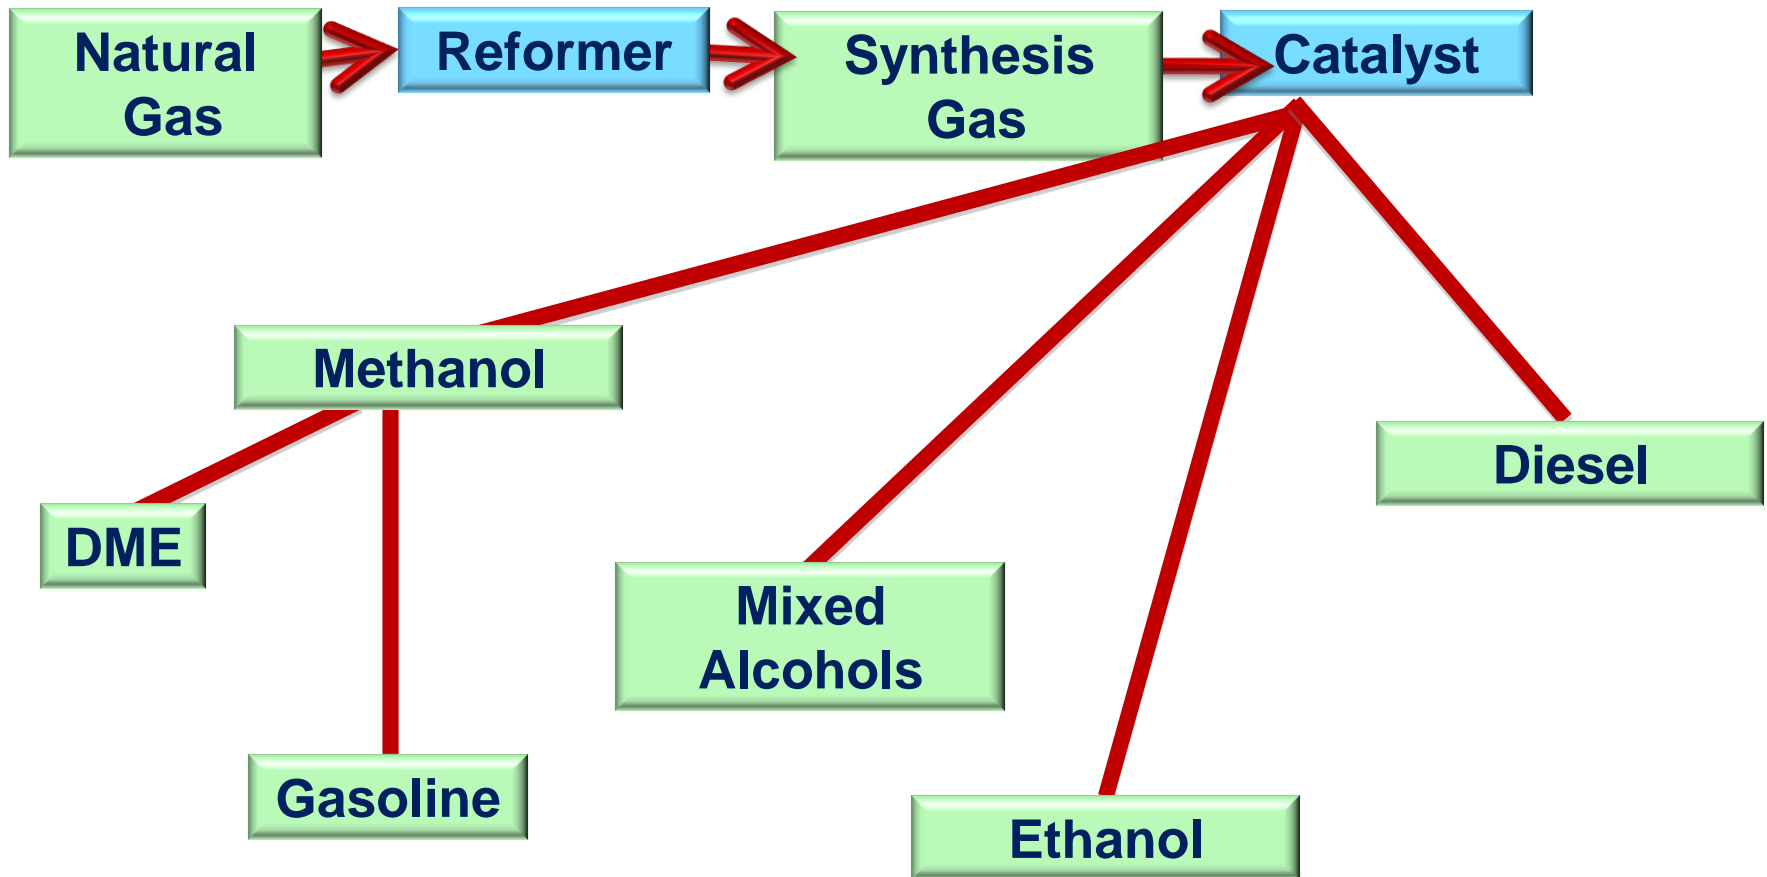 Natural
Gas
Reformer
Synthesis
Gas
Catalyst
Methanol
Diesel
DME
Mixed
Alcohols
Gasoline
Ethanol